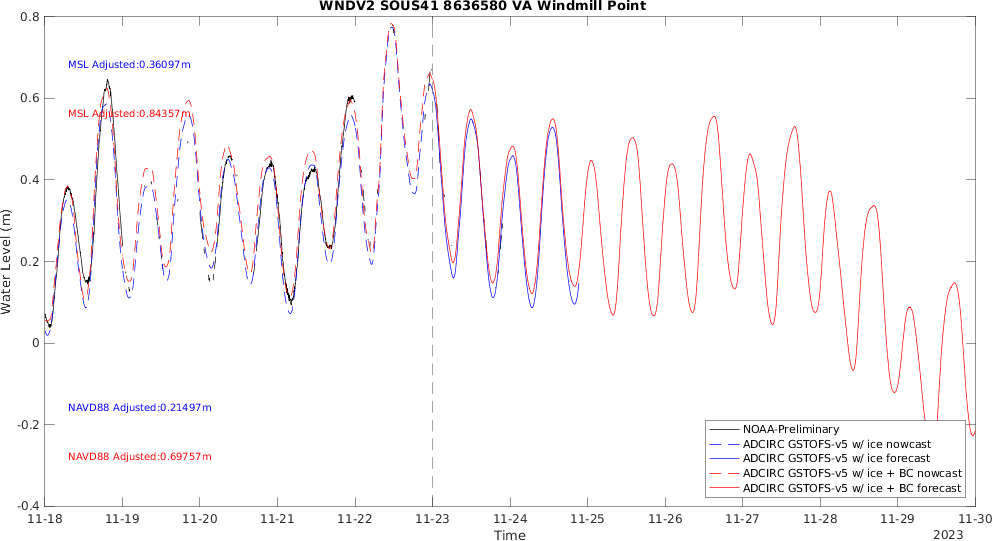 WNDV2 SOUS41 8636580 VA Windmill Point
0.8
0.6
0.4
0.2
0
-0.2
-0.4
Water Level (m)
MSL Adjusted:0.36097m
MSL Adjusted:0.84357m
NAVD88 Adjusted:0.21497m
NAVD88 Adjusted:0.69757m
NOAA-Preliminary
ADCIRC GSTOFS-v5 w/ ice nowcast
ADCIRC GSTOFS-v5 w/ ice forecast
ADCIRC GSTOFS-v5 w/ ice + BC nowcast
ADCIRC GSTOFS-v5 w/ ice + BC forecast
11-18 11-19 11-20 11-21 11-22 11-23 11-24 11-25 11-26 11-27 11-28 11-29 11-30
Time
2023